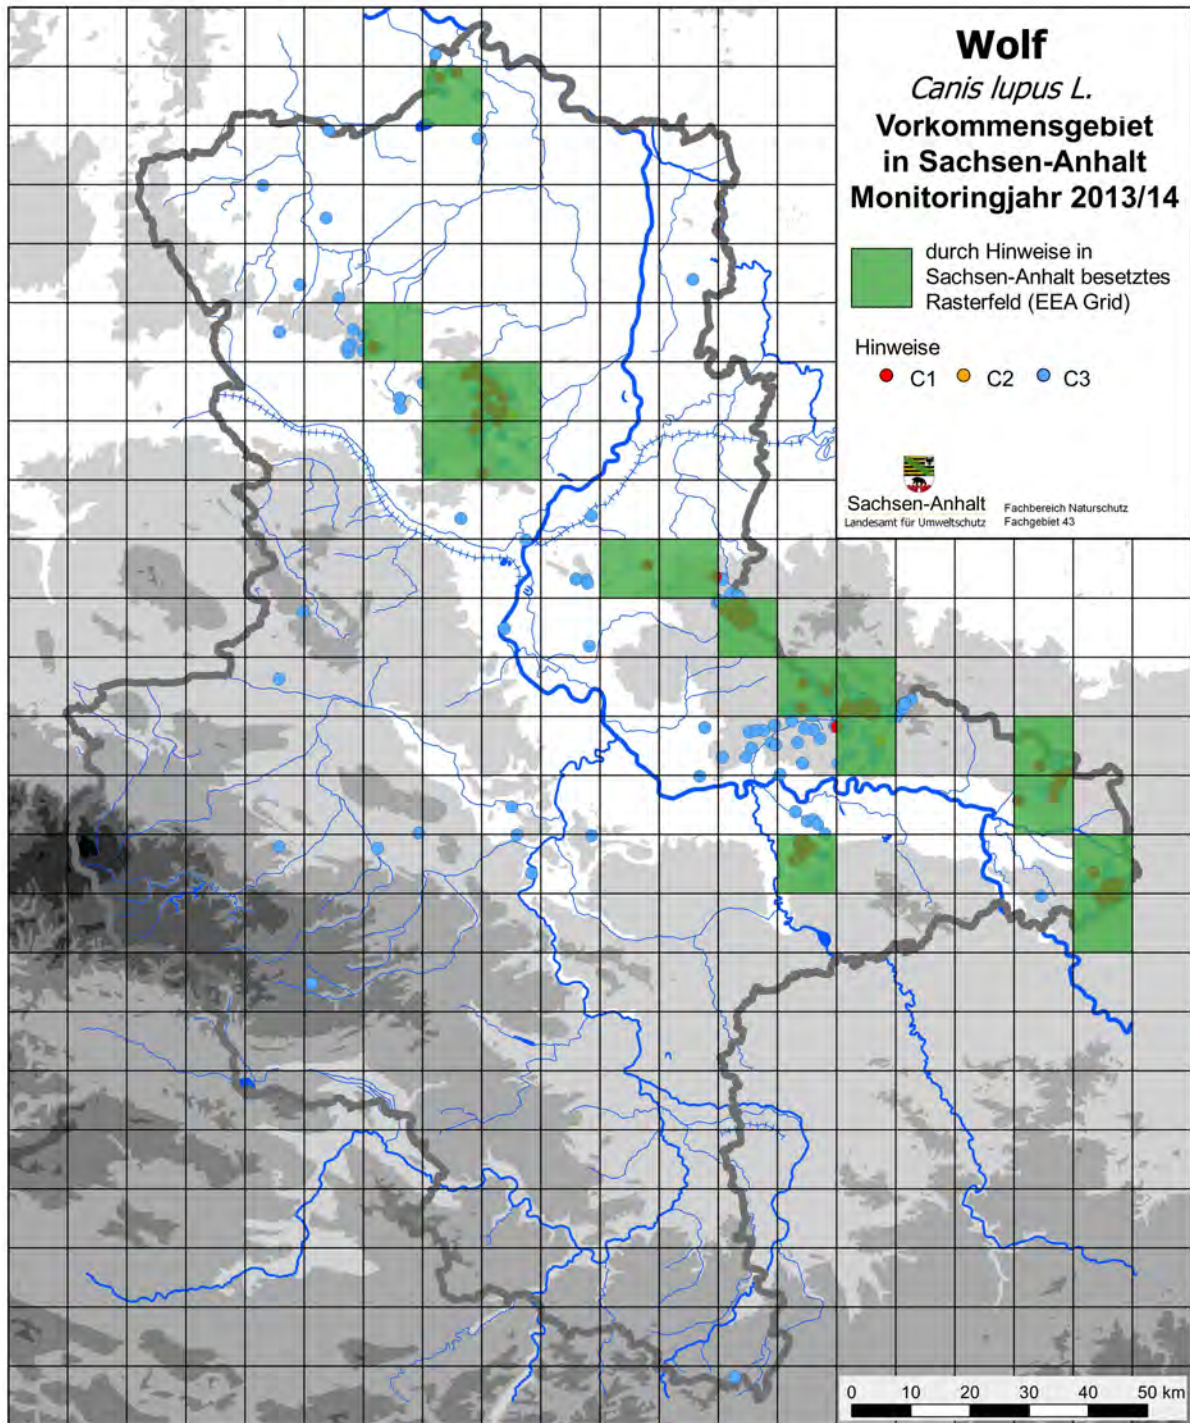 Wolf
Canis lupus L.
Vorkommensgebiet
in Sachsen-Anhalt
Monitoringjahr 2013/14
durch Hinweise in
Sachsen-Anhalt besetztes
Rasterfeld (EEA Grid)
Hinweise
C1 C2 C3
Sachsen-Anhalt
Landesamt für Umweltschutz
Fachbereich Naturschutz
Fachgebiet 43
0 10 20 30 40 50 km